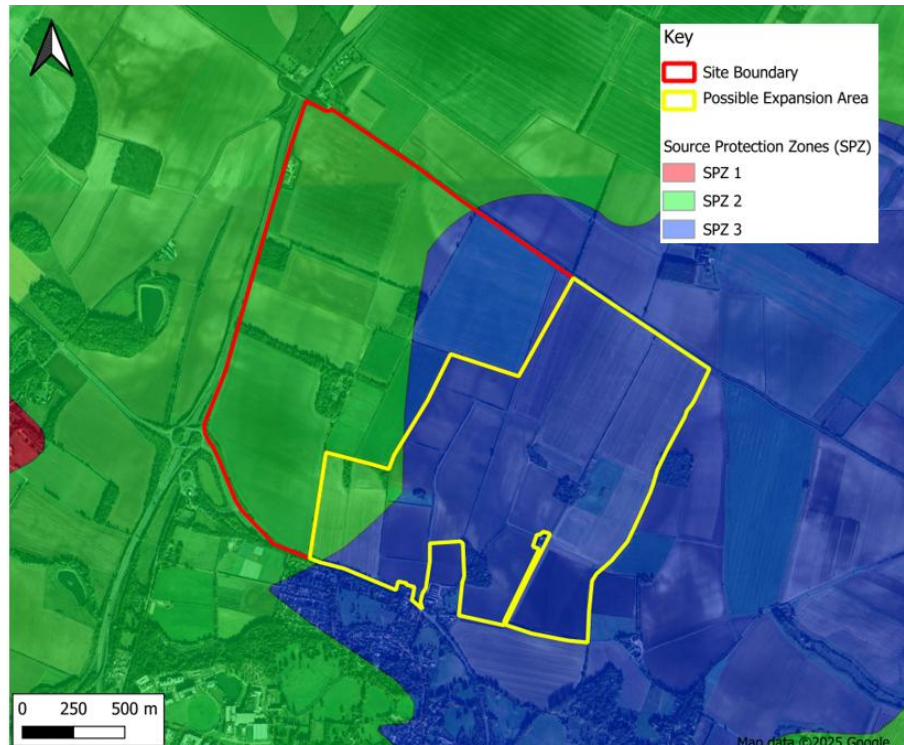 Key
Site Boundary
Possible Expansion Area
Source Protection Zones (SPZ)
SPZ 1
SPZ 2
SPZ 3
0 250 500 m
Map data ©2025 Google